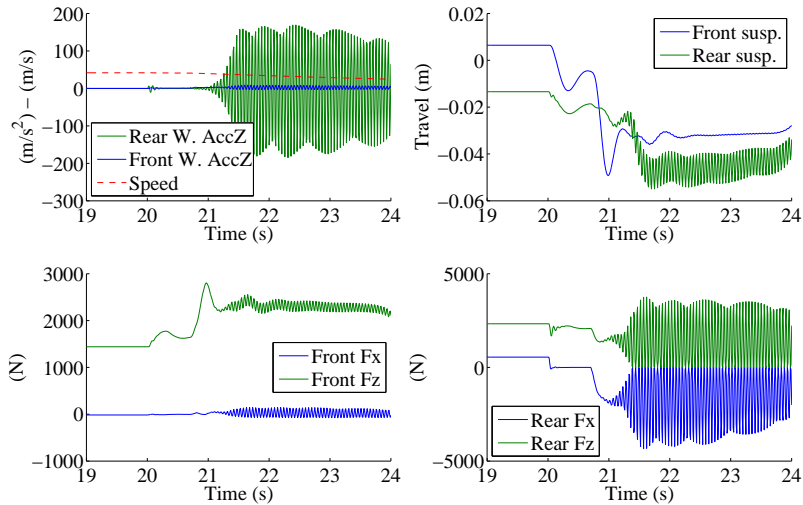 200
100
0
−100
−200
−300
(m/s²) − (m/s)
Rear W. AccZ
Front W. AccZ
Speed
19 20 21 22 23 24
Time (s)
0.02
0
−0.02
−0.04
−0.06
Travel (m)
Front susp.
Rear susp.
19 20 21 22 23 24
Time (s)
3000
2000
1000
0
−1000
(N)
Front Fx
Front Fz
19 20 21 22 23 24
Time (s)
5000
0
−5000
(N)
Rear Fx
Rear Fz
19 20 21 22 23 24
Time (s)